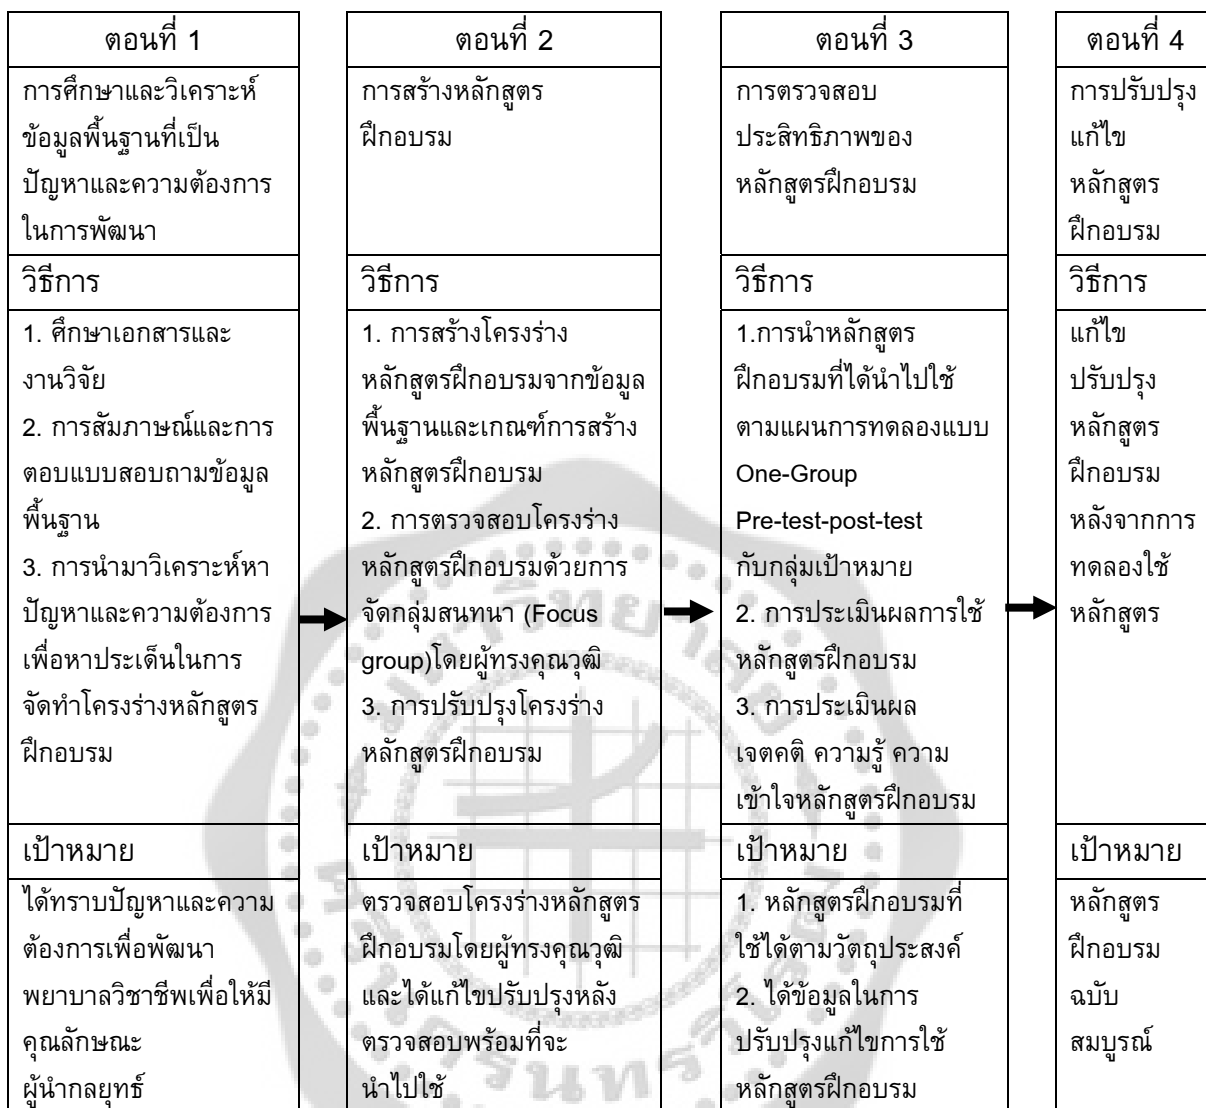 ตอนที่ 1
การศึกษาและวิเคราะห์
ข้อมูลพื้นฐานที่เป็น
ปัญหาและความต้องการ
ในการพัฒนา
วิธีการ
1. ศึกษาเอกสารและ
งานวิจัย
2. การสัมภาษณ์และการ
ตอบแบบสอบถามข้อมูล
พื้นฐาน
3. การนำมาวิเคราะห์หา
ปัญหาและความต้องการ
เพื่อหาประเด็นในการ
จัดทำโครงร่างหลักสูตร
ฝึกอบรม
เป้าหมาย
ได้ทราบปัญหาและความ
ต้องการเพื่อพัฒนา
พยาบาลวิชาชีพเพื่อให้มี
คุณลักษณะ
ผู้นำกลยุทธ์
ตอนที่ 2
การสร้างหลักสูตร
ฝึกอบรม
วิธีการ
1. การสร้างโครงร่าง
หลักสูตรฝึกอบรมจากข้อมูล
พื้นฐานและเกณฑ์การสร้าง
หลักสูตรฝึกอบรม
2. การตรวจสอบโครงร่าง
หลักสูตรฝึกอบรมด้วยการ
จัดกลุ่มสนทนา (Focus
group)โดยผู้ทรงคุณวุฒิ
3. การปรับปรุงโครงร่าง
หลักสูตรฝึกอบรม
เป้าหมาย
ตรวจสอบโครงร่างหลักสูตร
ฝึกอบรมโดยผู้ทรงคุณวุฒิ
และได้แก้ไขปรับปรุงหลัง
ตรวจสอบพร้อมที่จะ
นำไปใช้
ตอนที่ 3
การตรวจสอบ
ประสิทธิภาพของ
หลักสูตรฝึกอบรม
วิธีการ
1.การนำหลักสูตร
ฝึกอบรมที่ได้นำไปใช้
ตามแผนการทดลองแบบ
One-Group
Pre-test-post-test
กับกลุ่มเป้าหมาย
2. การประเมินผลการใช้
หลักสูตรฝึกอบรม
3. การประเมินผล
เจตคติ ความรู้ ความ
เข้าใจหลักสูตรฝึกอบรม
เป้าหมาย
1. หลักสูตรฝึกอบรมที่
ใช้ได้ตามวัตถุประสงค์
2. ได้ข้อมูลในการ
ปรับปรุงแก้ไขการใช้
หลักสูตรฝึกอบรม
ตอนที่ 4
การปรับปรุง
แก้ไข
หลักสูตร
ฝึกอบรม
วิธีการ
แก้ไข
ปรับปรุง
หลักสูตร
ฝึกอบรม
หลังจากการ
ทดลองใช้
หลักสูตร
เป้าหมาย
หลักสูตร
ฝึกอบรม
ฉบับ
สมบูรณ์